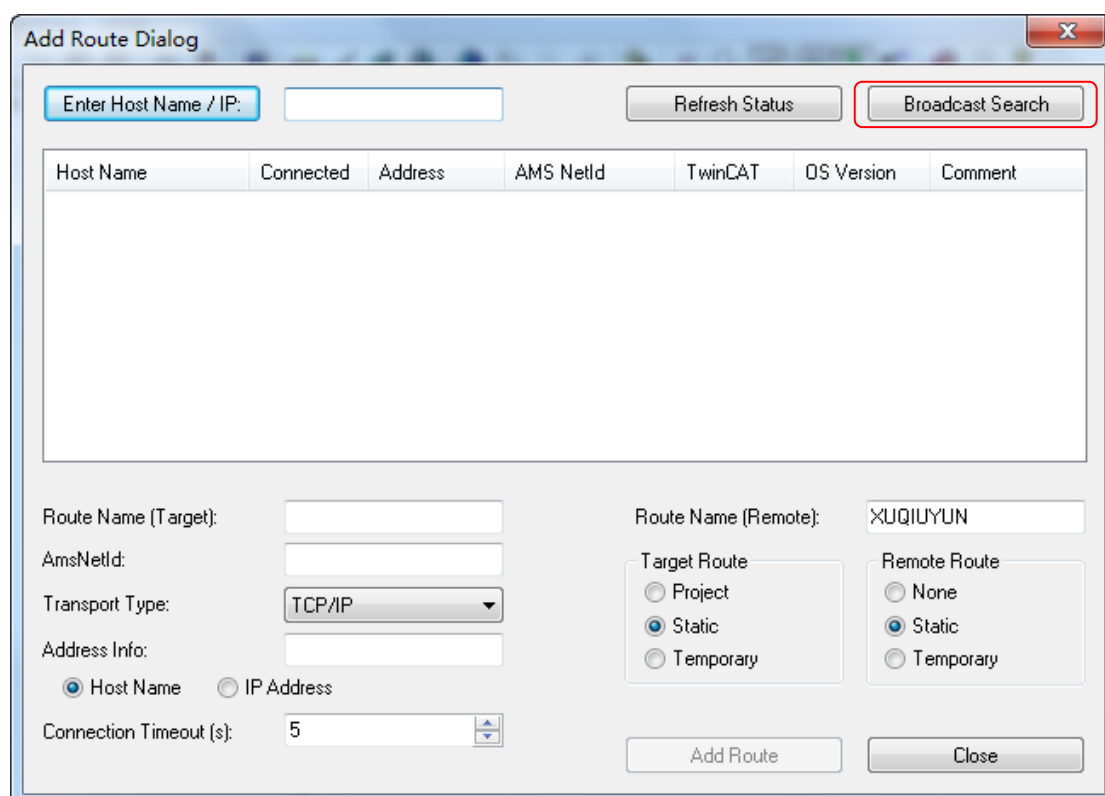 Add Route Dialog
Enter Host Name / IP: Refresh Status Broadcast Search
Host Name Connected Address AMS NetId TwinCAT OS Version Comment
Route Name (Target): Route Name (Remote): XUQIUYUN
AmsNetId: Target Route Remote Route
Project None
Transport Type: TCP/IP
Static Static
Address Info: Temporary Temporary
Host Name IP Address
Connection Timeout (s): 5
Add Route Close